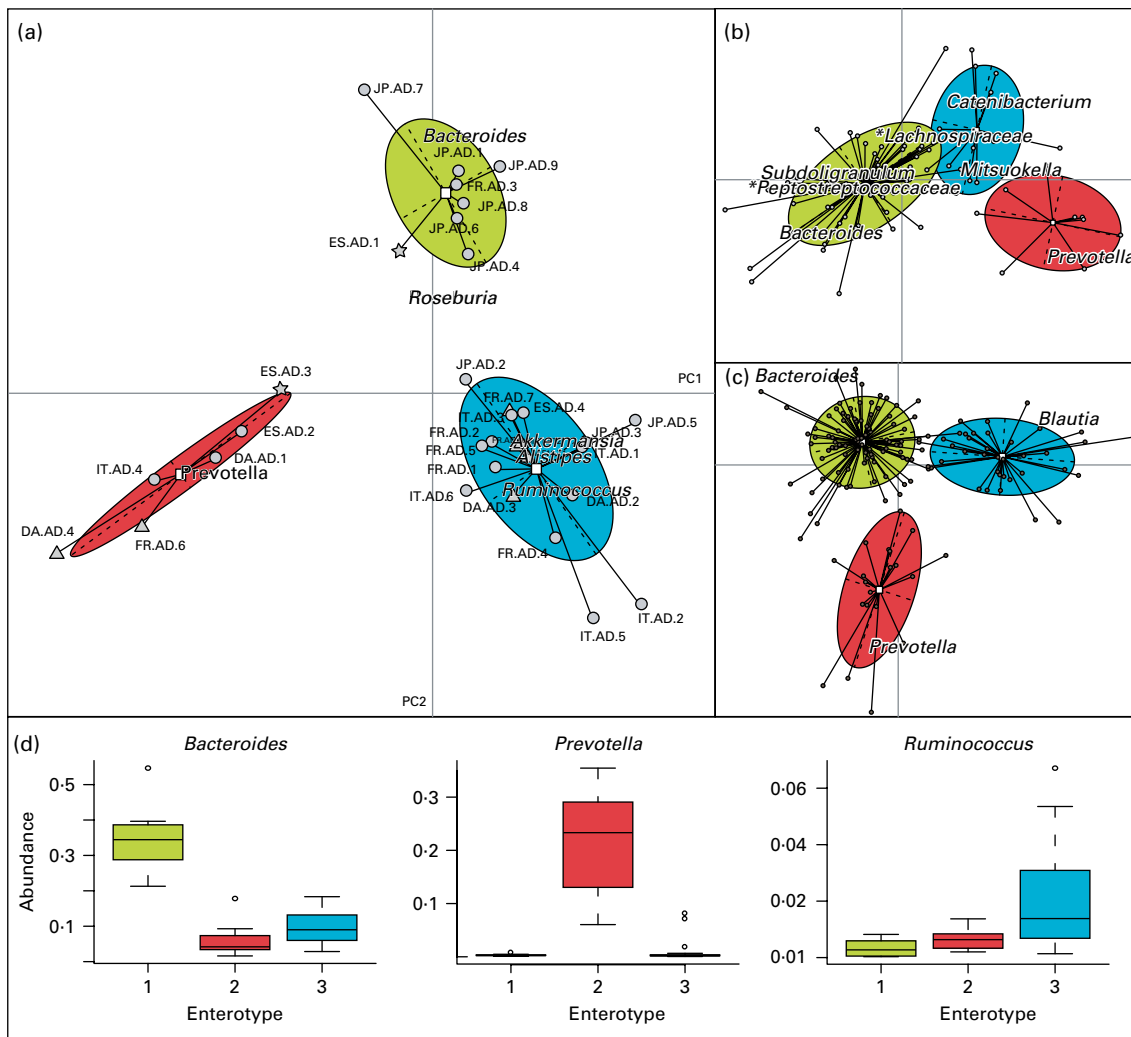 (a)
JP.AD.7
Bacteroides
JP.AD.1
JP.AD.9
FR.AD.3
JP.AD.8
JP.AD.6
ES.AD.1
JP.AD.4
Roseburia
ES.AD.3
JP.AD.2
PC1
ES.AD.2
FR.AD.7
ES.AD.4
IT.AD.3
JP.AD.5
FR.AD.2
JP.AD.3
Akkermansia
FR.AD.5
Alistipes
IT.AD.1
DA.AD.1
IT.AD.4
Prevotella
FR.AD.1
Ruminococcus
IT.AD.6
DA.AD.3
DA.AD.2
DA.AD.4
FR.AD.6
FR.AD.4
IT.AD.2
IT.AD.5
PC2
(b)
Catenibacterium
*Lachnospiraceae
Subdoligranulum
Mitsuokella
*Peptostreptococcaceae
Bacteroides
Prevotella
(c)
Bacteroides
Blautia
Prevotella
(d)
Bacteroides
Abundance
0·5
0·3
0·1
1 2 3
Enterotype
Prevotella
0·3
0·2
0·1
1 2 3
Enterotype
Ruminococcus
0·06
0·04
0·02
0·01
1 2 3
Enterotype